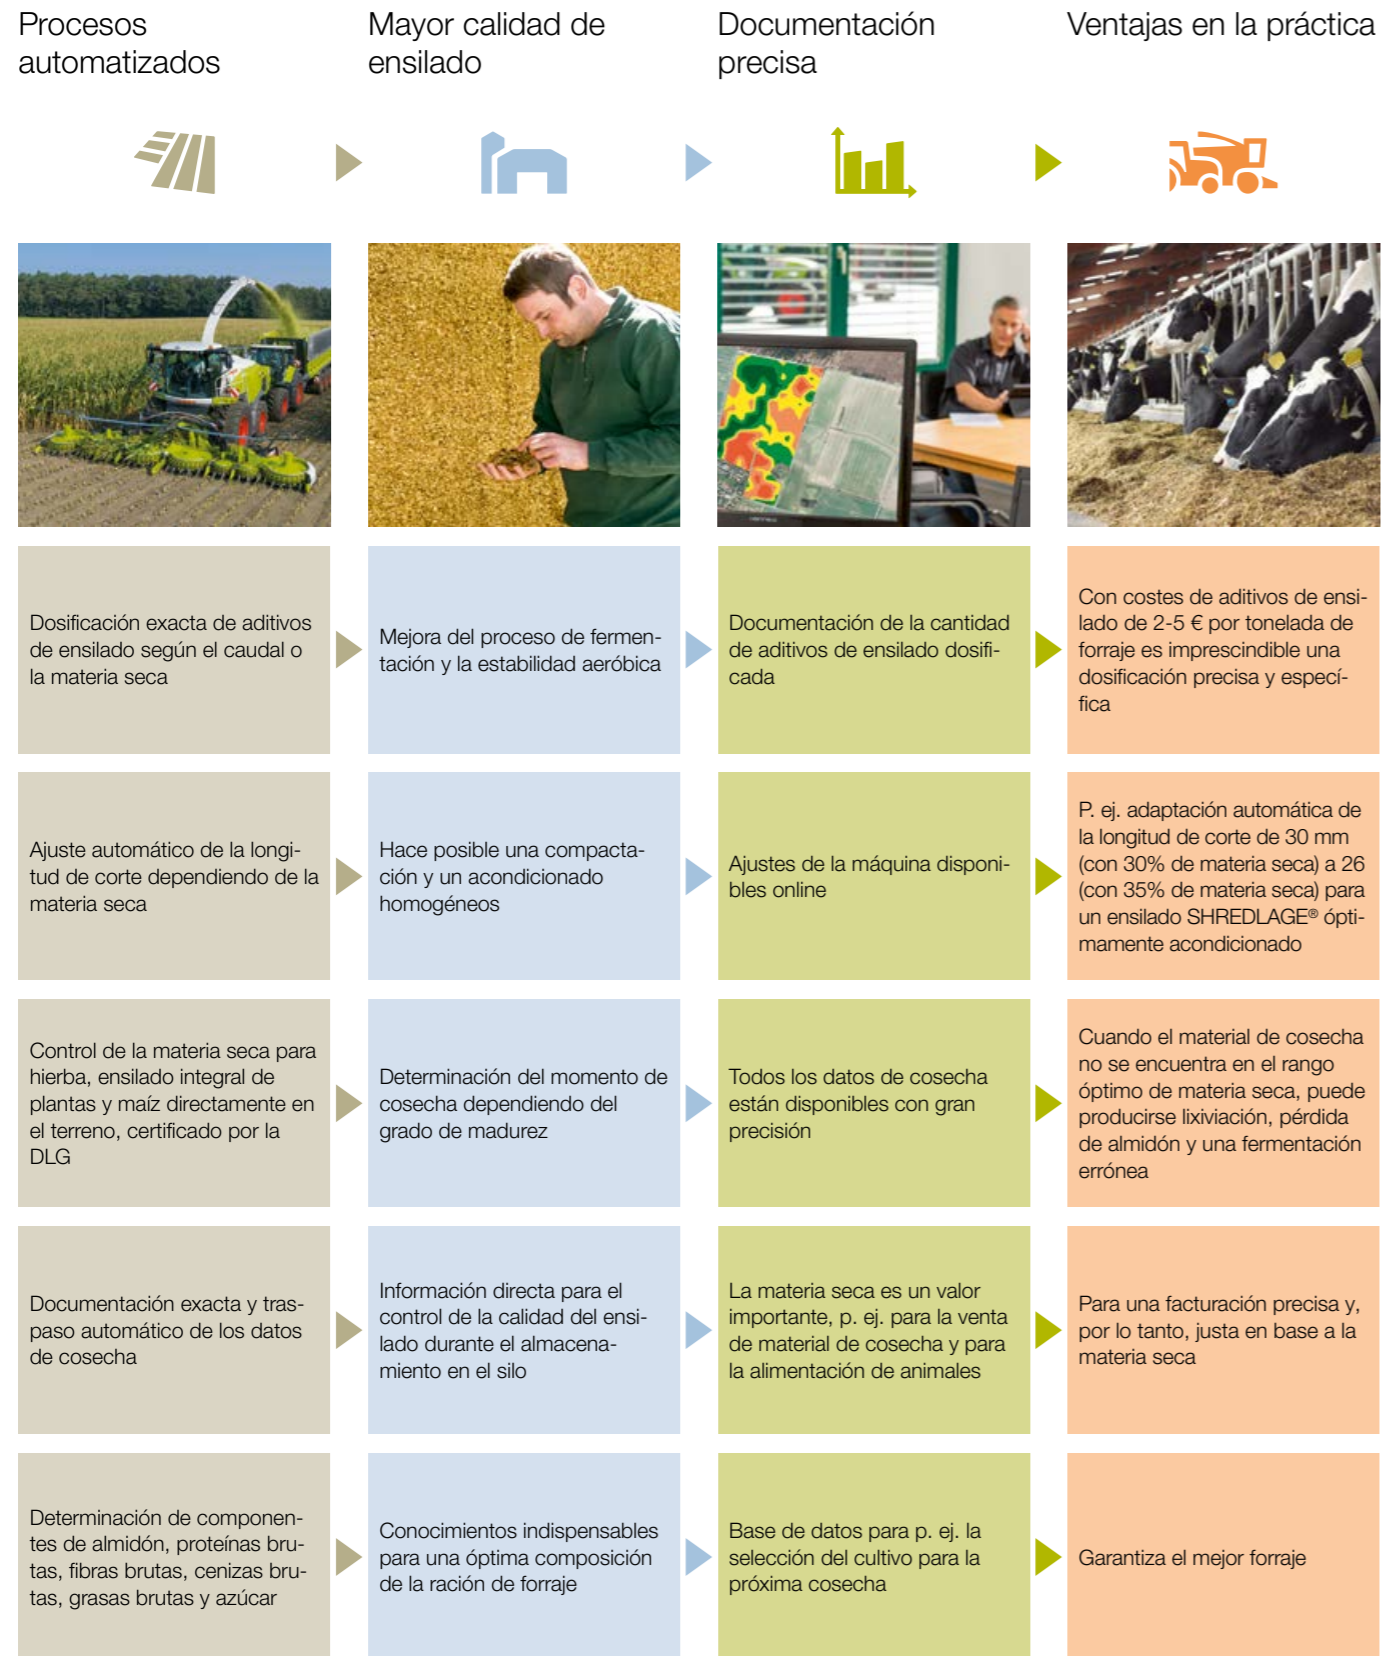 Procesos
automatizados
Mayor calidad de
ensilado
Documentación
precisa
Ventajas en la práctica
Dosificación exacta de aditivos
de ensilado según el caudal o
la materia seca
Mejora del proceso de fermen-
tación y la estabilidad aeróbica
Documentación de la cantidad
de aditivos de ensilado dosifi-
cada
Con costes de aditivos de ensi-
lado de 2-5 € por tonelada de
forraje es imprescindible una
dosificación precisa y especí-
fica
Ajuste automático de la longi-
tud de corte dependiendo de la
materia seca
Hace posible una compacta-
ción y un acondicionado
homogéneos
Ajustes de la máquina disponi-
bles online
P. ej. adaptación automática de
la longitud de corte de 30 mm
(con 30% de materia seca) a 26
(con 35% de materia seca) para
un ensilado SHREDLAGE® ópti-
mamente acondicionado
Control de la materia seca para
hierba, ensilado integral de
plantas y maíz directamente en
el terreno, certificado por la
DLG
Determinación del momento de
cosecha dependiendo del
grado de madurez
Todos los datos de cosecha
están disponibles con gran
precisión
Cuando el material de cosecha
no se encuentra en el rango
óptimo de materia seca, puede
producirse lixiviación, pérdida
de almidón y una fermentación
errónea
Documentación exacta y tras-
paso automático de los datos
de cosecha
Información directa para el
control de la calidad del ensi-
lado durante el almacena-
miento en el silo
La materia seca es un valor
importante, p. ej. para la venta
de material de cosecha y para
la alimentación de animales
Para una facturación precisa y,
por lo tanto, justa en base a la
materia seca
Determinación de componen-
tes de almidón, proteínas bru-
tas, fibras brutas, cenizas bru-
tas, grasas brutas y azúcar
Conocimientos indispensables
para una óptima composición
de la ración de forraje
Base de datos para p. ej. la
selección del cultivo para la
próxima cosecha
Garantiza el mejor forraje